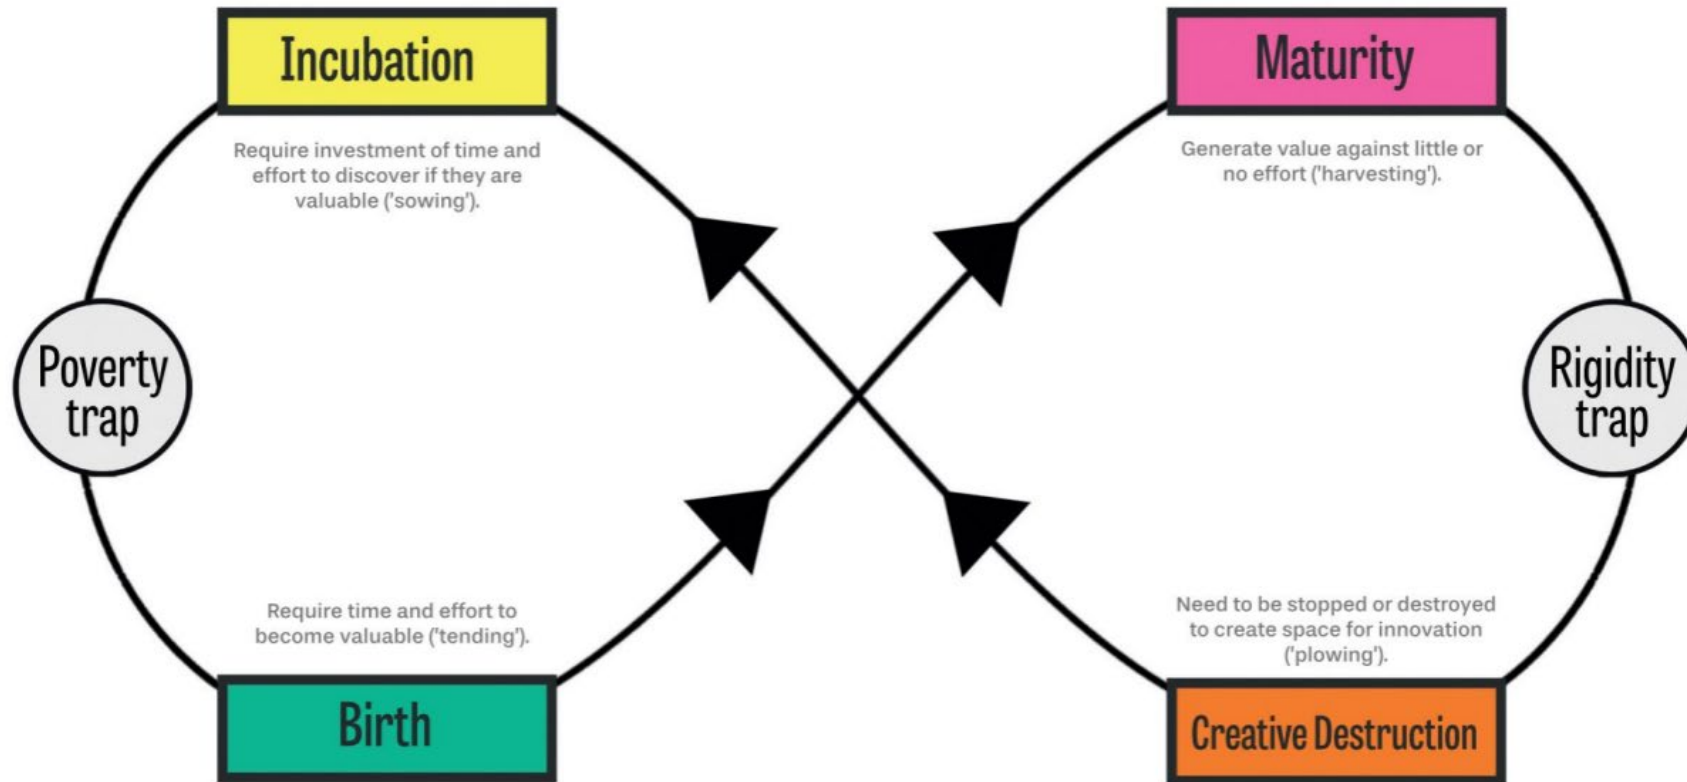 Incubation
Require investment of time and
effort to discover if they are
valuable ('sowing').
Maturity
Generate value against little or
no effort ('harvesting').
Poverty
trap
Rigidity
trap
Require time and effort to
become valuable ('tending').
Birth
Need to be stopped or destroyed
to create space for innovation
('plowing').
Creative Destruction